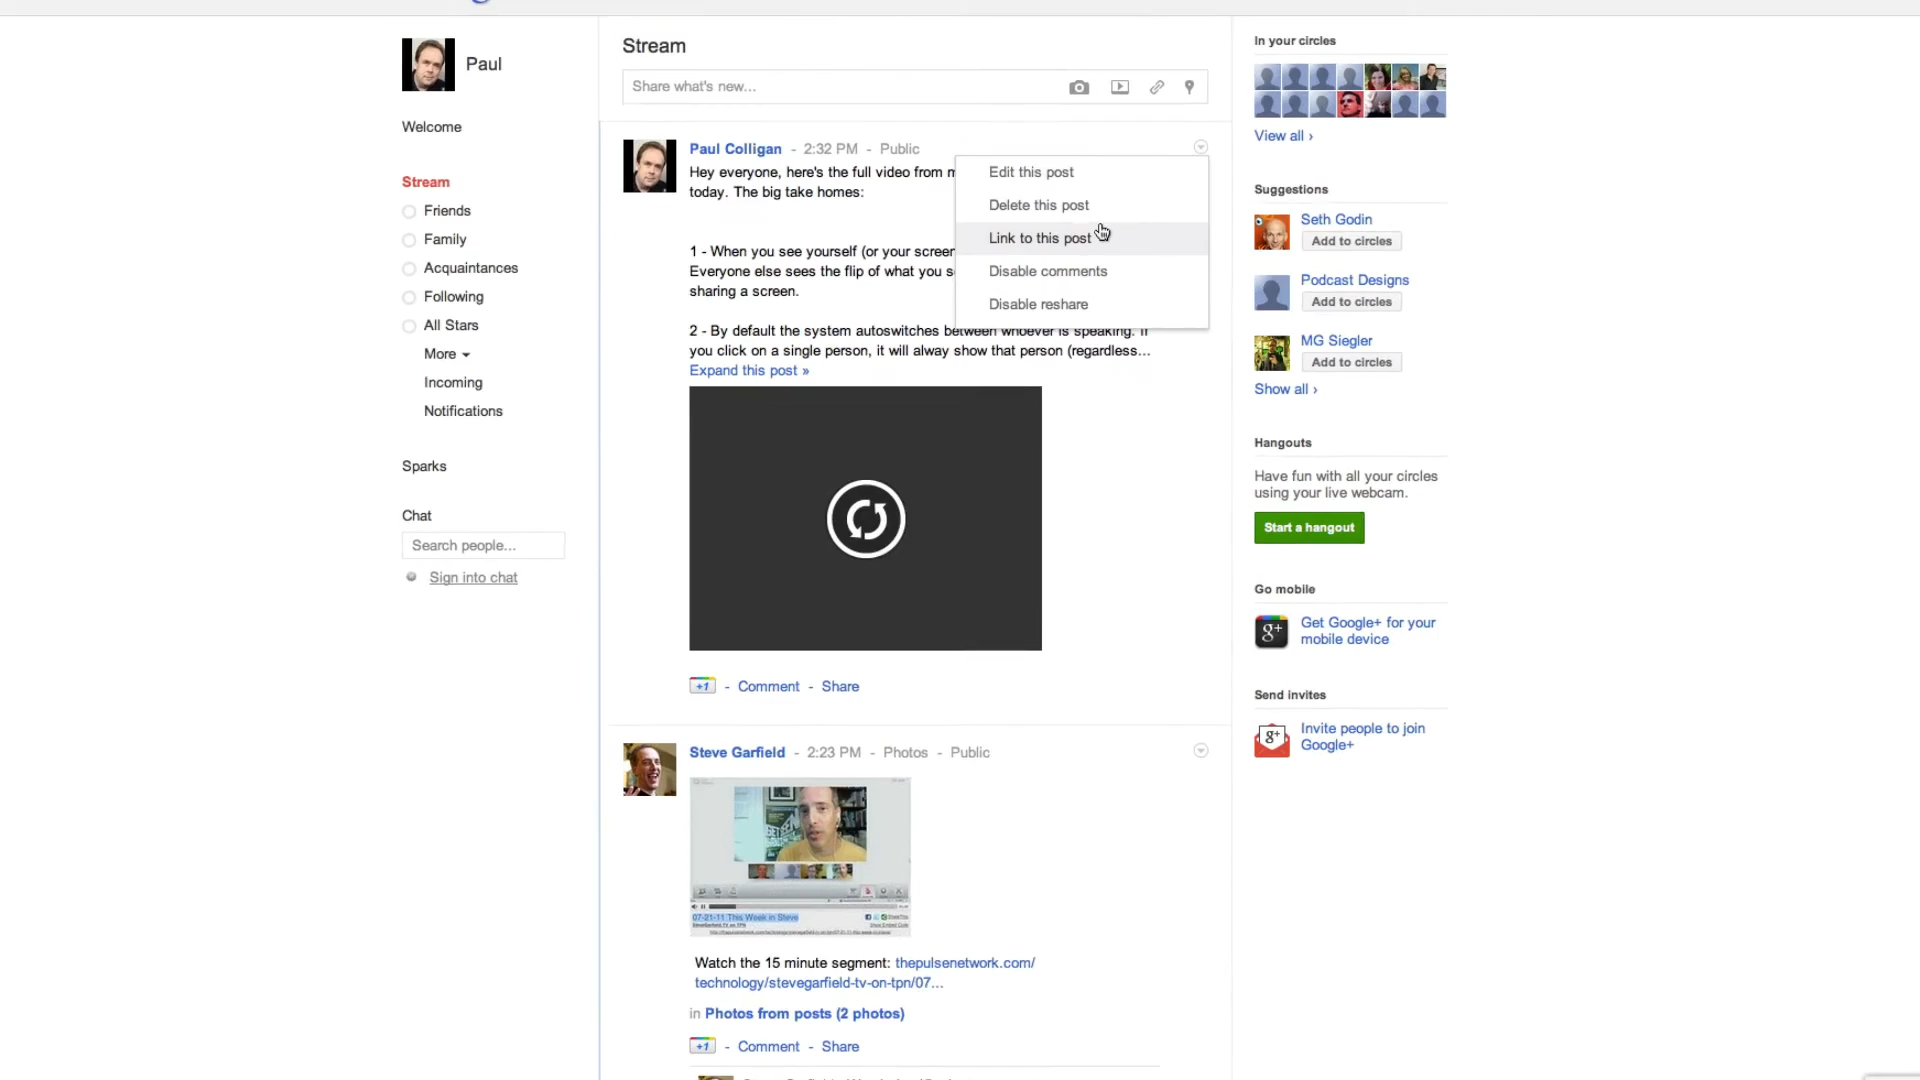 Paul
Welcome
Stream
Friends
Family
Acquaintances
Following
All Stars
More
Incoming
Notifications
Sparks
Chat
Search people...
Sign into chat
Stream
Share what's new...
Paul Colligan - 2:32 PM - Public
Hey everyone, here's the full video from
today. The big take homes:
1 - When you see yourself (or your screen
Everyone else sees the flip of what you
sharing a screen.
2 - By default the system autoswitches between whoever is speaking. If
you click on a single person, it will alway show that person (regardless...
Expand this post »
Edit this post
Delete this post
Link to this post
Disable comments
Disable reshare
+1 - Comment - Share
Steve Garfield - 2:23 PM - Photos - Public
07-21-11 This Week in Steve
Watch the 15 minute segment: thepulsenetwork.com/
technology/stevegarfield-tv-on-tpn/07...
in Photos from posts (2 photos)
+1 - Comment - Share
In your circles
View all ›
Suggestions
Seth Godin
Add to circles
Podcast Designs
Add to circles
MG Siegler
Add to circles
Show all ›
Hangouts
Have fun with all your circles
using your live webcam.
Start a hangout
Go mobile
g+
Get Google+ for your
mobile device
Send invites
g+
Invite people to join
Google+